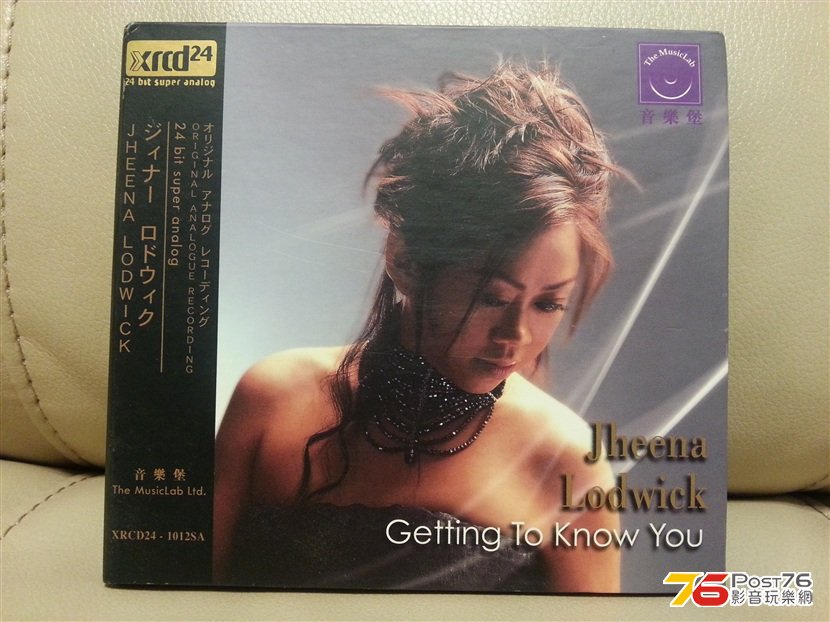 xrcd24
24 bit super analog
The MusicLab
音樂堡
オリジナル アナログ レコーディング
ORIGINAL ANALOGUE RECORDING
24 bit super analog
ジィナー ロドウィク
JHEENA LODWICK
音樂堡
The MusicLab Ltd.
XRCD24 - 1012SA
Jheena
Lodwick
Getting To Know You
76 POST76
影音玩樂網